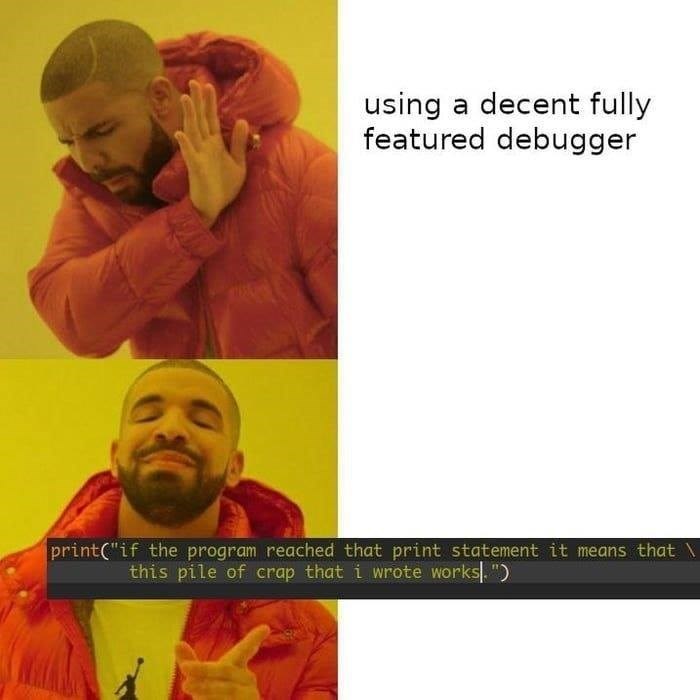 using a decent fully
featured debugger
print("if the program reached that print statement it means that \
this pile of crap that i wrote works.")